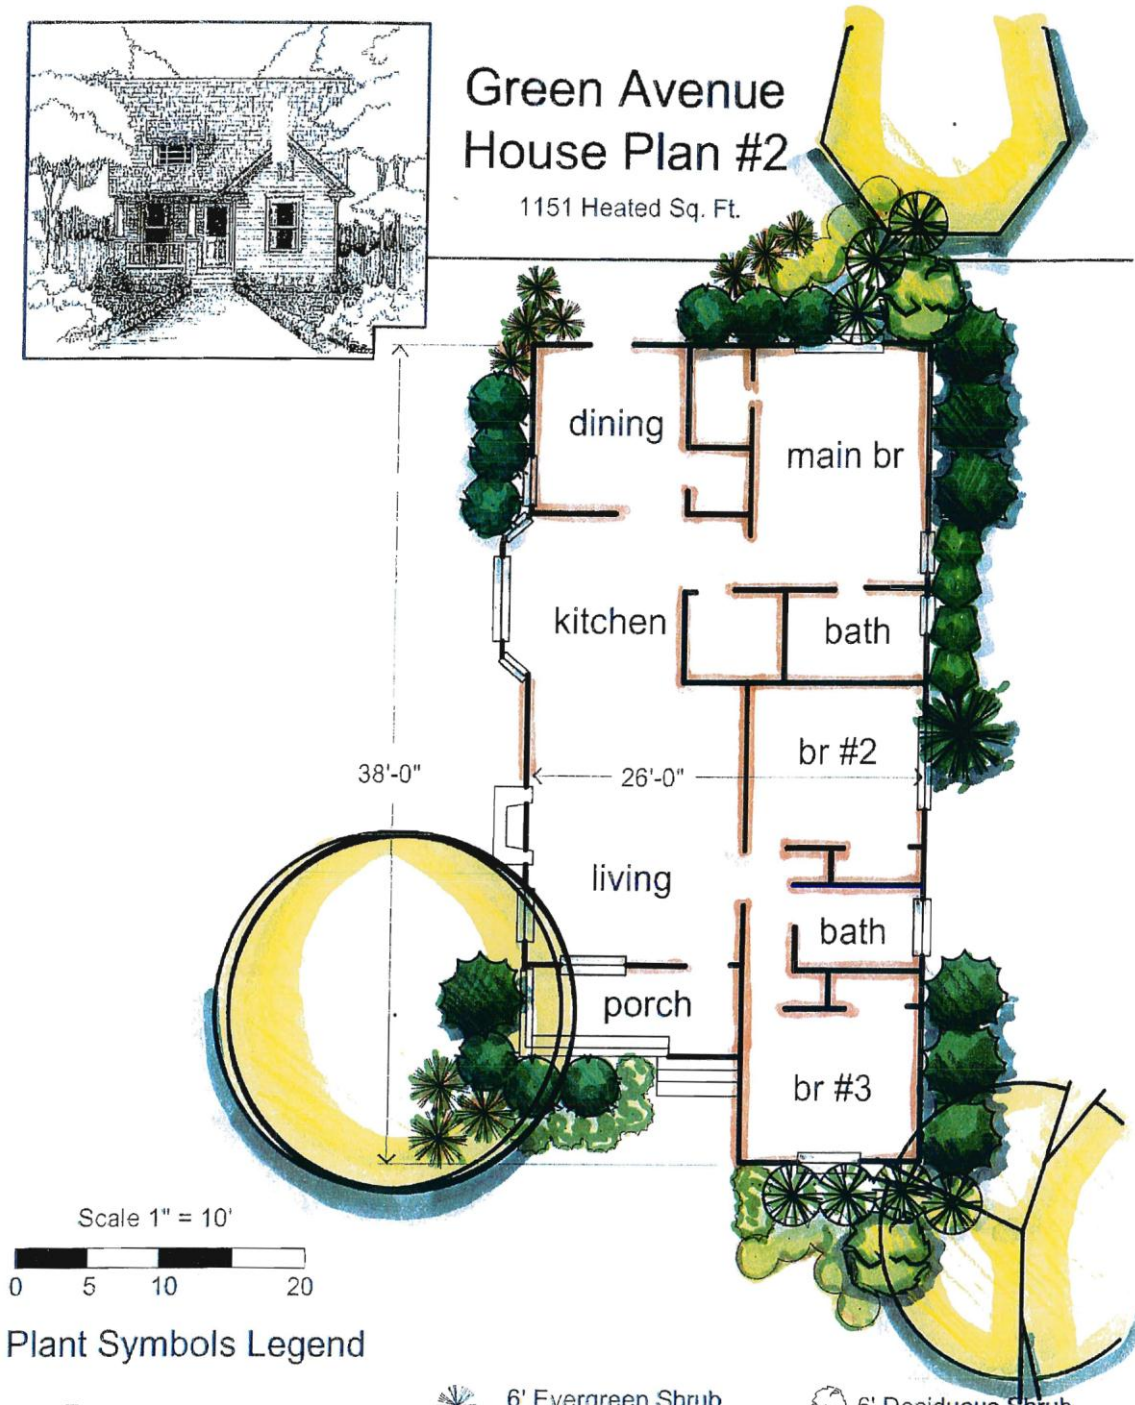 Green Avenue
House Plan #2
1151 Heated Sq. Ft.
dining
main br
kitchen
bath
br #2
38'-0"
26'-0"
living
bath
porch
br #3
Scale 1" = 10'
0 5 10 20
Plant Symbols Legend
6' Evergreen Shrub
6' Deciduous Shrub